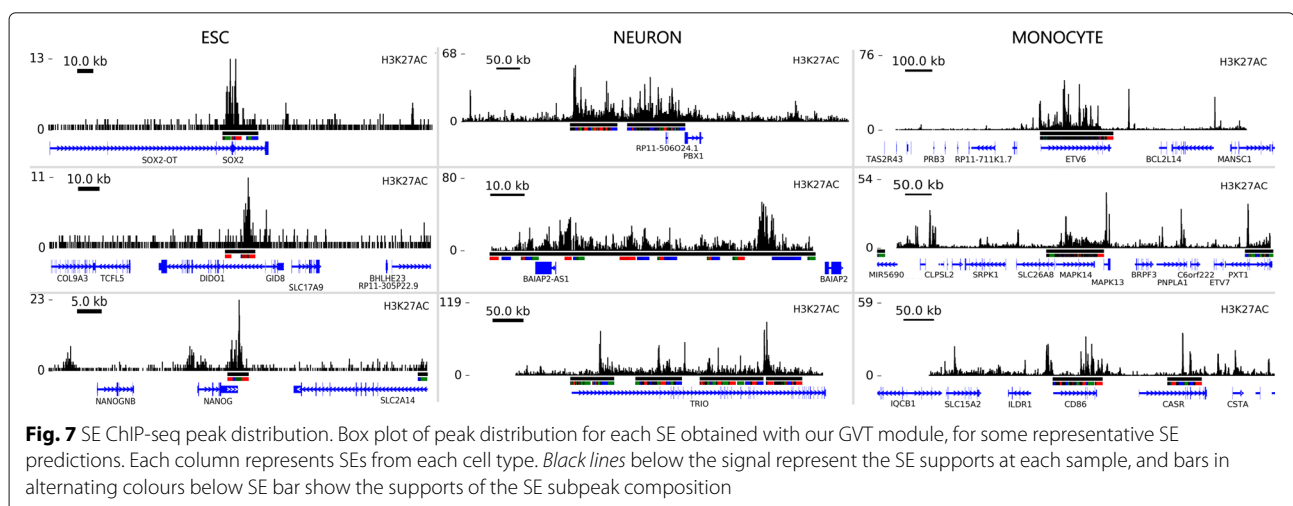 ESC
NEURON
MONOCYTE
13
10.0 kb
H3K27AC
0
SOX2-OT
SOX2
68
50.0 kb
H3K27AC
0
RP11-506O24.1
PBX1
76
100.0 kb
H3K27AC
0
TAS2R43
PRB3
RP11-711K1.7
ETV6
BCL2L14
MANSC1
11
10.0 kb
H3K27AC
0
COL9A3
TCFL5
DIDO1
GID8
SLC17A9
BHLHE23
RP11-305P22.9
80
10.0 kb
H3K27AC
0
BAIAP2-AS1
BAIAP2
54
50.0 kb
H3K27AC
0
MIR5690
CLPSL2
SRPK1
SLC26A8
MAPK14
MAPK13
BRPF3
PNPLA1
C6orf222
ETV7
PXT1
23
5.0 kb
H3K27AC
0
NANOGNB
NANOG
SLC2A14
119
50.0 kb
H3K27AC
0
TRIO
59
50.0 kb
H3K27AC
0
IQCB1
SLC15A2
ILDR1
CD86
CASR
CSTA
Fig. 7 SE ChIP-seq peak distribution. Box plot of peak distribution for each SE obtained with our GVT module, for some representative SE
predictions. Each column represents SEs from each cell type. Black lines below the signal represent the SE supports at each sample, and bars in
alternating colours below SE bar show the supports of the SE subpeak composition